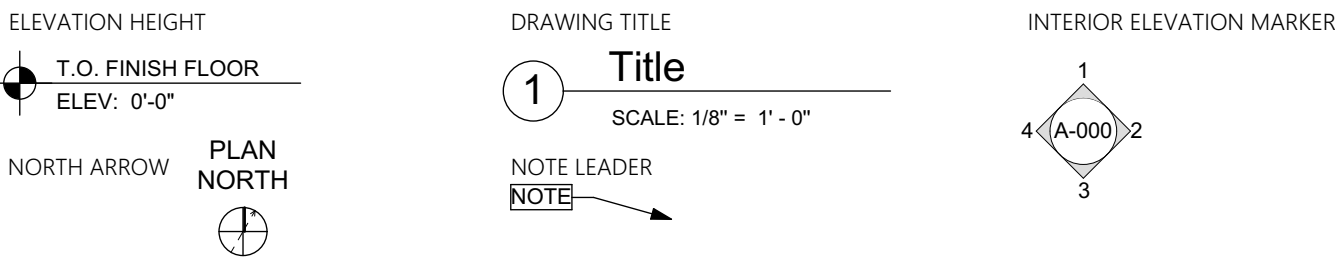 ELEVATION HEIGHT
T.O. FINISH FLOOR
ELEV: 0'-0"
NORTH ARROW
PLAN
NORTH
DRAWING TITLE
1
Title
SCALE: 1/8" = 1' - 0"
NOTE LEADER
NOTE
INTERIOR ELEVATION MARKER
1
4 A-000 2
3